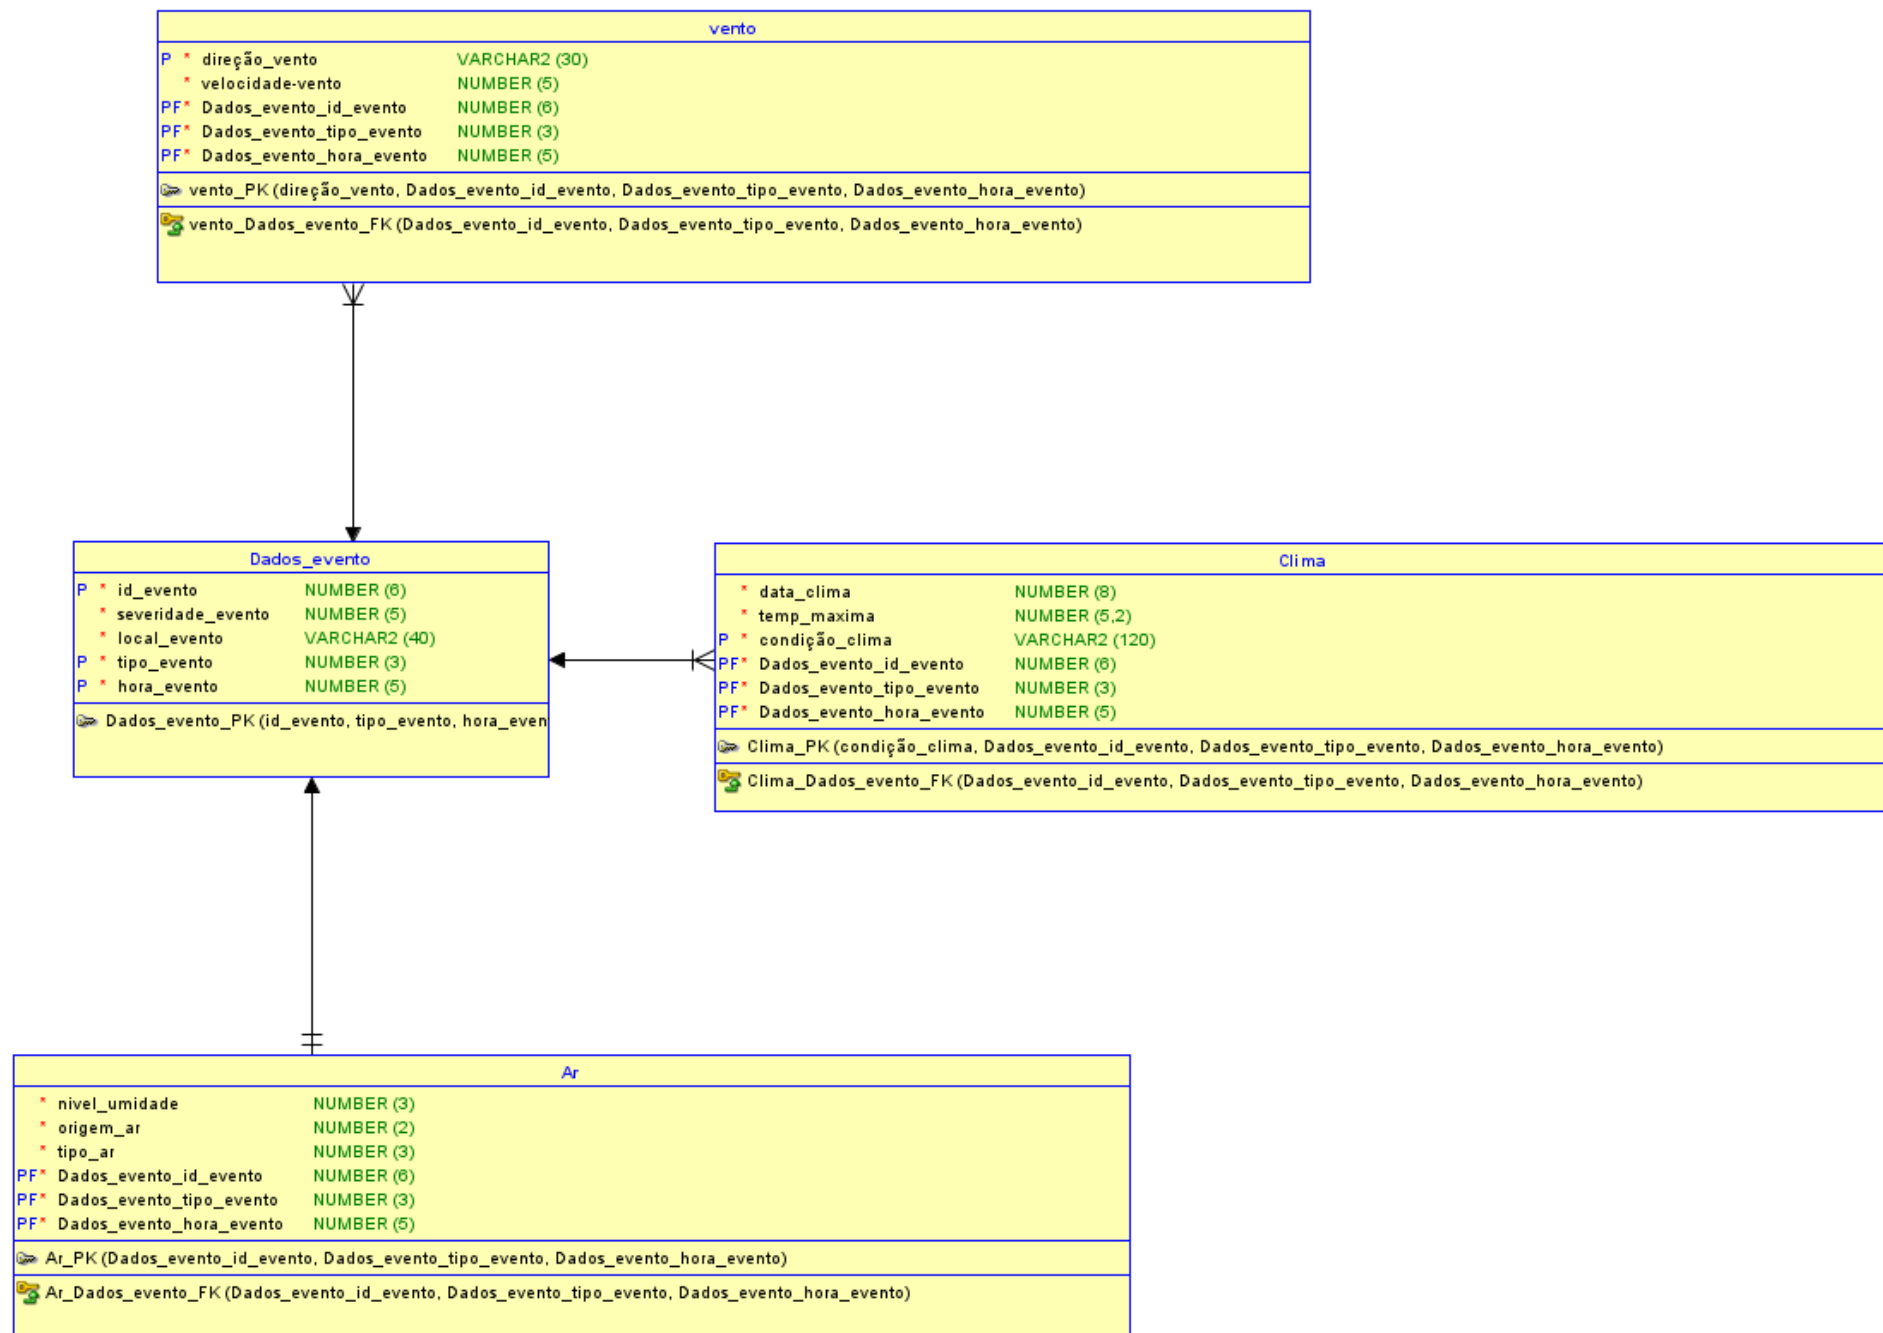 vento
P * direção_vento VARCHAR2 (30)
* velocidade-vento NUMBER (5)
PF* Dados_evento_id_evento NUMBER (6)
PF* Dados_evento_tipo_evento NUMBER (3)
PF* Dados_evento_hora_evento NUMBER (5)
vento_PK (direção_vento, Dados_evento_id_evento, Dados_evento_tipo_evento, Dados_evento_hora_evento)
vento_Dados_evento_FK (Dados_evento_id_evento, Dados_evento_tipo_evento, Dados_evento_hora_evento)
Dados_evento
P * id_evento NUMBER (6)
* severidade_evento NUMBER (5)
* local_evento VARCHAR2 (40)
P * tipo_evento NUMBER (3)
P * hora_evento NUMBER (5)
Dados_evento_PK (id_evento, tipo_evento, hora_even
Clima
* data_clima NUMBER (8)
* temp_maxima NUMBER (5,2)
P * condição_clima VARCHAR2 (120)
PF* Dados_evento_id_evento NUMBER (6)
PF* Dados_evento_tipo_evento NUMBER (3)
PF* Dados_evento_hora_evento NUMBER (5)
Clima_PK (condição_clima, Dados_evento_id_evento, Dados_evento_tipo_evento, Dados_evento_hora_evento)
Clima_Dados_evento_FK (Dados_evento_id_evento, Dados_evento_tipo_evento, Dados_evento_hora_evento)
Ar
* nivel_umidade NUMBER (3)
* origem_ar NUMBER (2)
* tipo_ar NUMBER (3)
PF* Dados_evento_id_evento NUMBER (6)
PF* Dados_evento_tipo_evento NUMBER (3)
PF* Dados_evento_hora_evento NUMBER (5)
Ar_PK (Dados_evento_id_evento, Dados_evento_tipo_evento, Dados_evento_hora_evento)
Ar_Dados_evento_FK (Dados_evento_id_evento, Dados_evento_tipo_evento, Dados_evento_hora_evento)